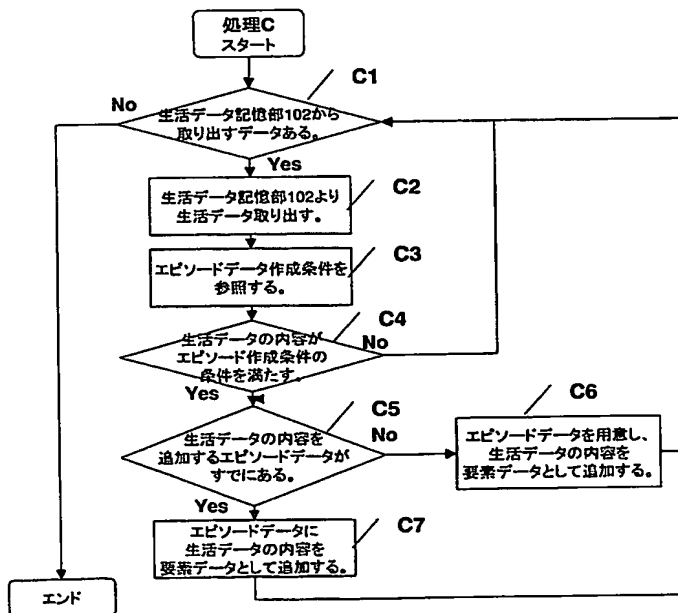 処理C
スタート
C1
No
生活データ記憶部102から
取り出すデータある。
Yes
C2
生活データ記憶部102より
生活データ取り出す。
C3
エピソードデータ作成条件を
参照する。
C4
生活データの内容が
エピソード作成条件の
条件を満たす。
No
Yes
C5
生活データの内容を
追加するエピソードデータが
すでにある。
No
C6
エピソードデータを用意し、
生活データの内容を
要素データとして追加する。
Yes
C7
エピソードデータに
生活データの内容を
要素データとして追加する。
エンド